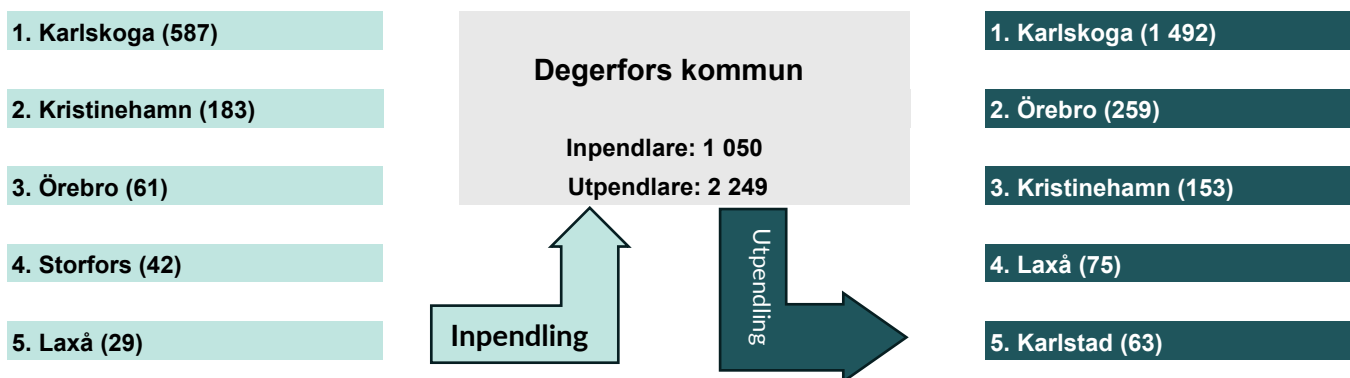 1. Karlskoga (587)
2. Kristinehamn (183)
3. Örebro (61)
4. Storfors (42)
5. Laxå (29)
Degerfors kommun
Inpendlare: 1 050
Utpendlare: 2 249
Inpendling
Utpendling
1. Karlskoga (1 492)
2. Örebro (259)
3. Kristinehamn (153)
4. Laxå (75)
5. Karlstad (63)